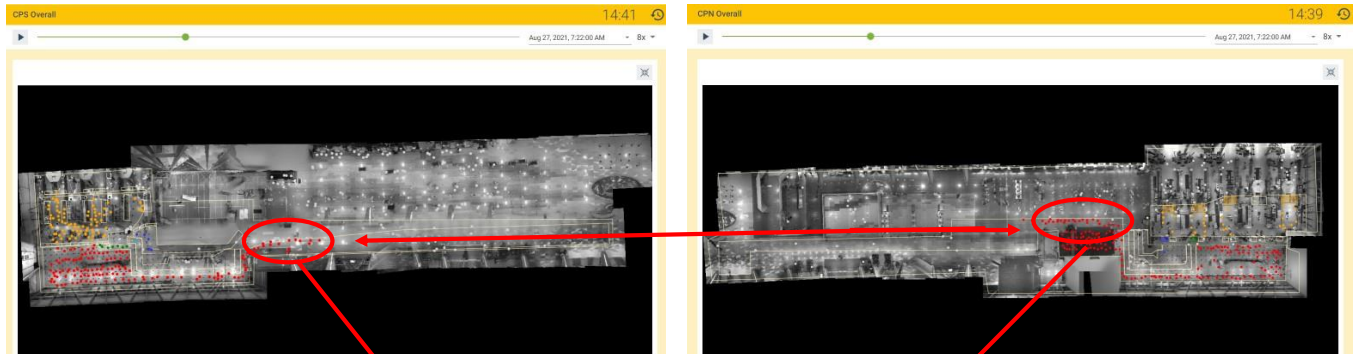 CPS Overall
14:41
Aug 27, 2021, 7:22:00 AM
8x
CPN Overall
14:39
Aug 27, 2021, 7:22:00 AM
8x